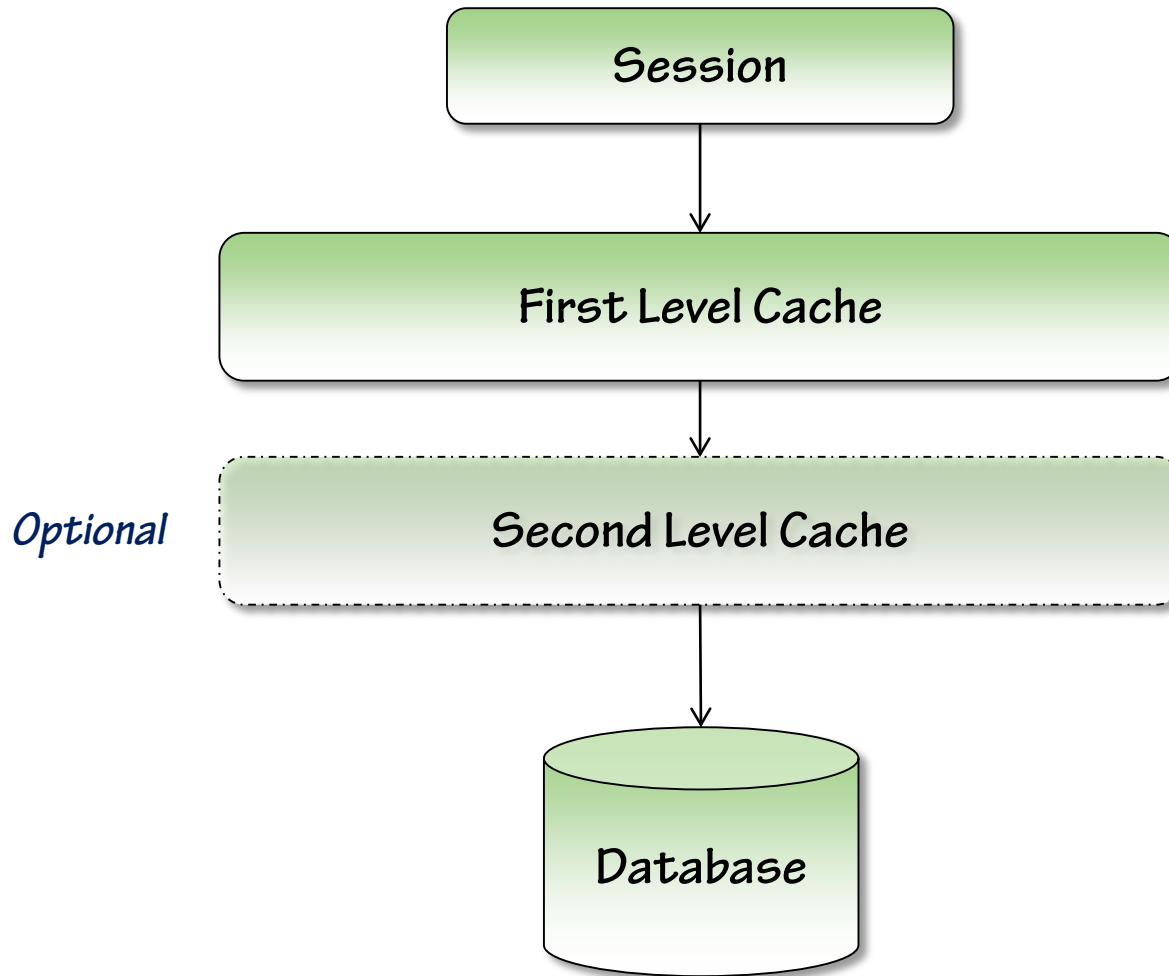 Session
First Level Cache
Optional
Second Level Cache
Database